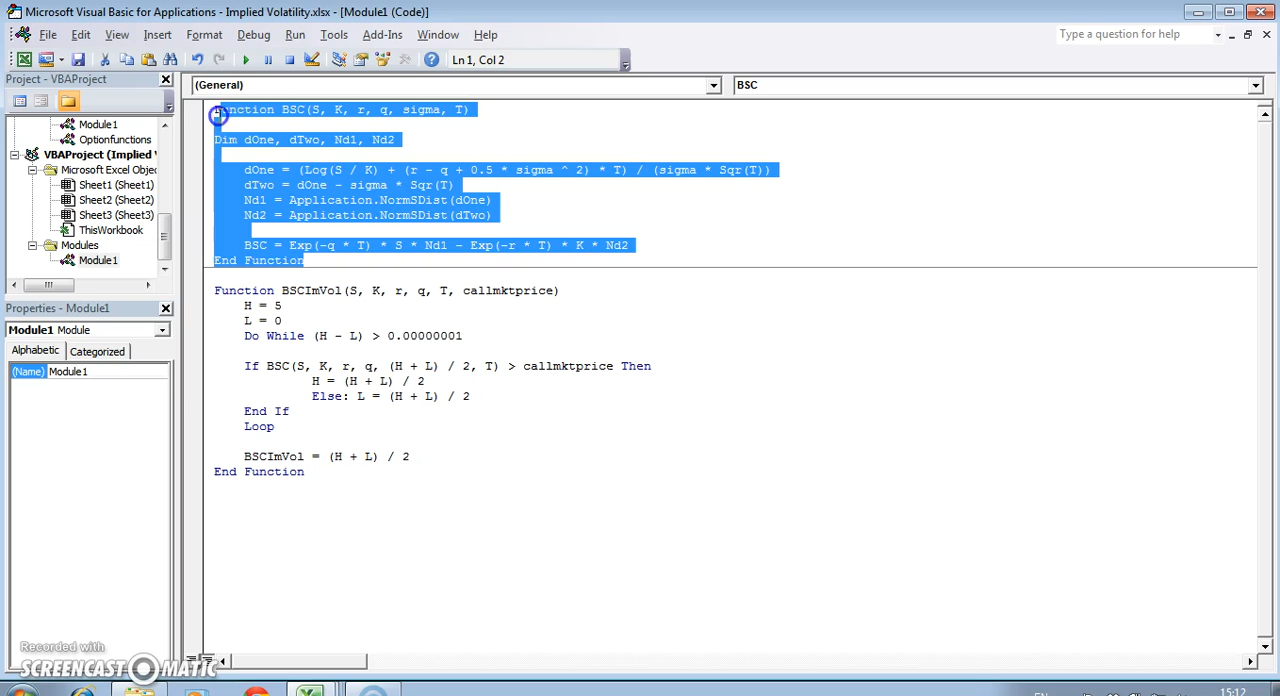 Microsoft Visual Basic for Applications - Implied Volatility.xlsx - [Module1 (Code)]
File Edit View Insert Format Debug Run Tools Add-Ins Window Help
Type a question for help
Ln 1, Col 2
Project - VBAProject
(General)
BSC
Module1
Optionfunctions
VBAProject (Implied V
Microsoft Excel Objec
Sheet1 (Sheet1)
Sheet2 (Sheet2)
Sheet3 (Sheet3)
ThisWorkbook
Modules
Module1
Properties - Module1
Module1 Module
Alphabetic Categorized
(Name) Module1
Function BSC(S, K, r, q, sigma, T)
Dim dOne, dTwo, Nd1, Nd2
dOne = (Log(S / K) + (r - q + 0.5 * sigma ^ 2) * T) / (sigma * Sqr(T))
dTwo = dOne - sigma * Sqr(T)
Nd1 = Application.NormSDist(dOne)
Nd2 = Application.NormSDist(dTwo)
BSC = Exp(-q * T) * S * Nd1 - Exp(-r * T) * K * Nd2
End Function
Function BSCImVol(S, K, r, q, T, callmktprice)
H = 5
L = 0
Do While (H - L) > 0.00000001
If BSC(S, K, r, q, (H + L) / 2, T) > callmktprice Then
H = (H + L) / 2
Else: L = (H + L) / 2
End If
Loop
BSCImVol = (H + L) / 2
End Function
Recorded with
SCREENCAST MATIC
EN
15:12